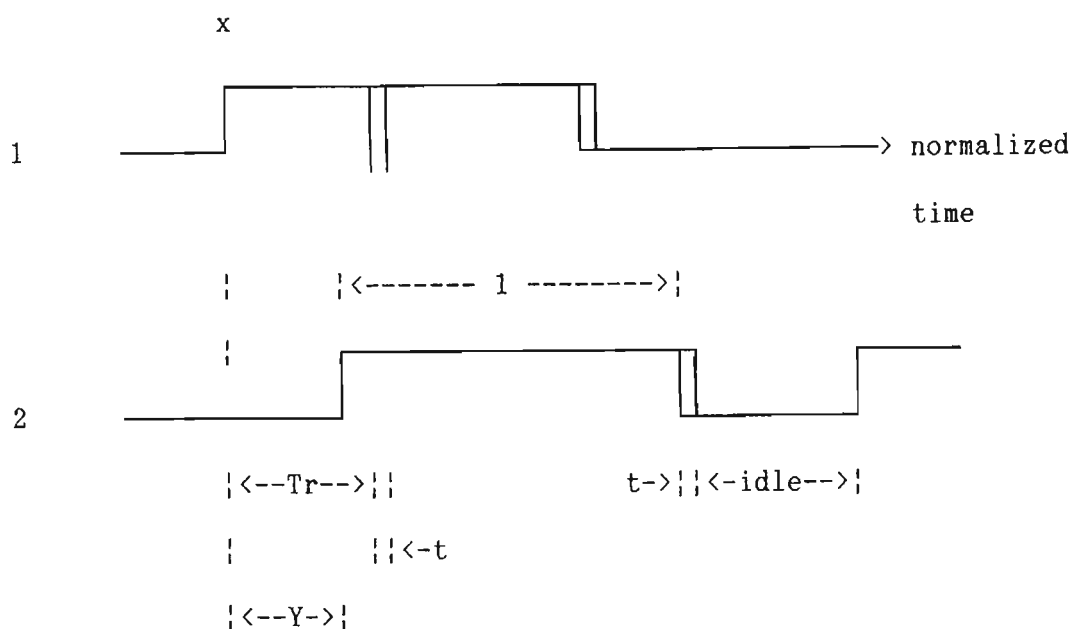 x
1
> normalized
time
¦ ¦<------- 1 -------->¦
¦
2
¦<--Tr-->¦¦ t->¦¦<-idle-->¦
¦ ¦¦<-t
¦<--Y->¦